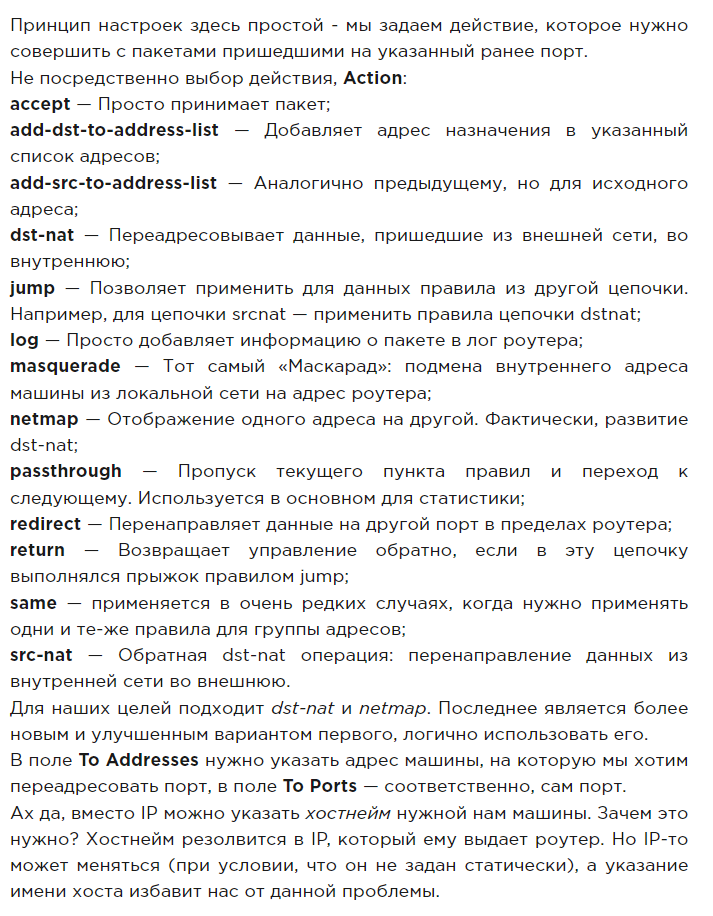 Принцип настроек здесь простой - мы задаем действие, которое нужно
совершить с пакетами пришедшими на указанный ранее порт.
Не посредственно выбор действия, Action:
accept — Просто принимает пакет;
add-dst-to-address-list — Добавляет адрес назначения в указанный
список адресов;
add-src-to-address-list — Аналогично предыдущему, но для исходного
адреса;
dst-nat — Переадресовывает данные, пришедшие из внешней сети, во
внутреннюю;
jump — Позволяет применить для данных правила из другой цепочки.
Например, для цепочки srcnat — применить правила цепочки dstnat;
log — Просто добавляет информацию о пакете в лог роутера;
masquerade — Тот самый «Маскарад»: подмена внутреннего адреса
машины из локальной сети на адрес роутера;
netmap — Отображение одного адреса на другой. Фактически, развитие
dst-nat;
passthrough — Пропуск текущего пункта правил и переход к
следующему. Используется в основном для статистики;
redirect — Перенаправляет данные на другой порт в пределах роутера;
return — Возвращает управление обратно, если в эту цепочку
выполнялся прыжок правилом jump;
same — применяется в очень редких случаях, когда нужно применять
одни и те-же правила для группы адресов;
src-nat — Обратная dst-nat операция: перенаправление данных из
внутренней сети во внешнюю.
Для наших целей подходит dst-nat и netmap. Последнее является более
новым и улучшенным вариантом первого, логично использовать его.
В поле To Addresses нужно указать адрес машины, на которую мы хотим
переадресовать порт, в поле To Ports — соответственно, сам порт.
Ах да, вместо IP можно указать хостнейм нужной нам машины. Зачем это
нужно? Хостнейм резолвится в IP, который ему выдает роутер. Но IP-то
может меняться (при условии, что он не задан статически), а указание
имени хоста избавит нас от данной проблемы.